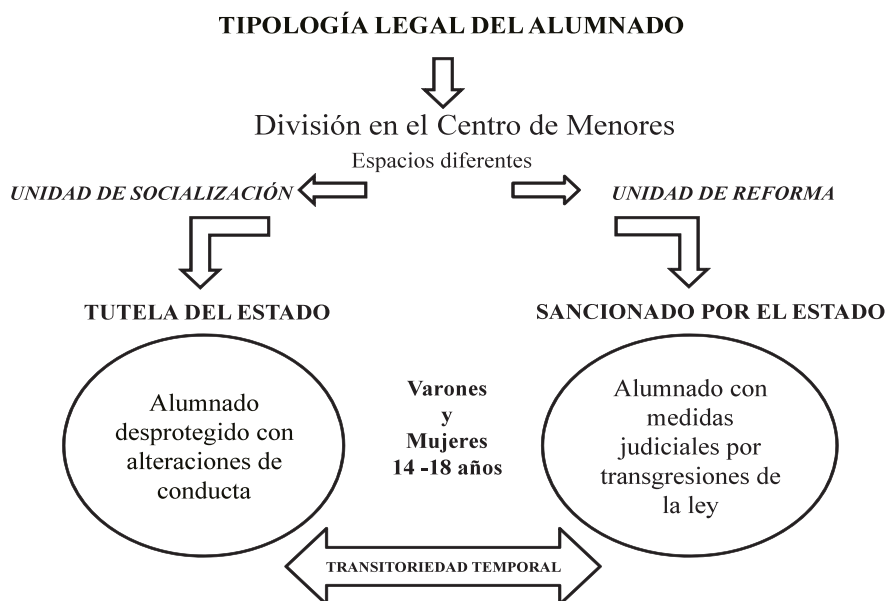 TIPOLOGÍA LEGAL DEL ALUMNADO
División en el Centro de Menores
Espacios diferentes
UNIDAD DE SOCIALIZACIÓN
UNIDAD DE REFORMA
TUTELA DEL ESTADO
SANCIONADO POR EL ESTADO
Alumnado
desprotegido con
alteraciones de
conducta
Varones
y
Mujeres
14 -18 años
Alumnado con
medidas
judiciales por
transgresiones de
la ley
TRANSITORIEDAD TEMPORAL